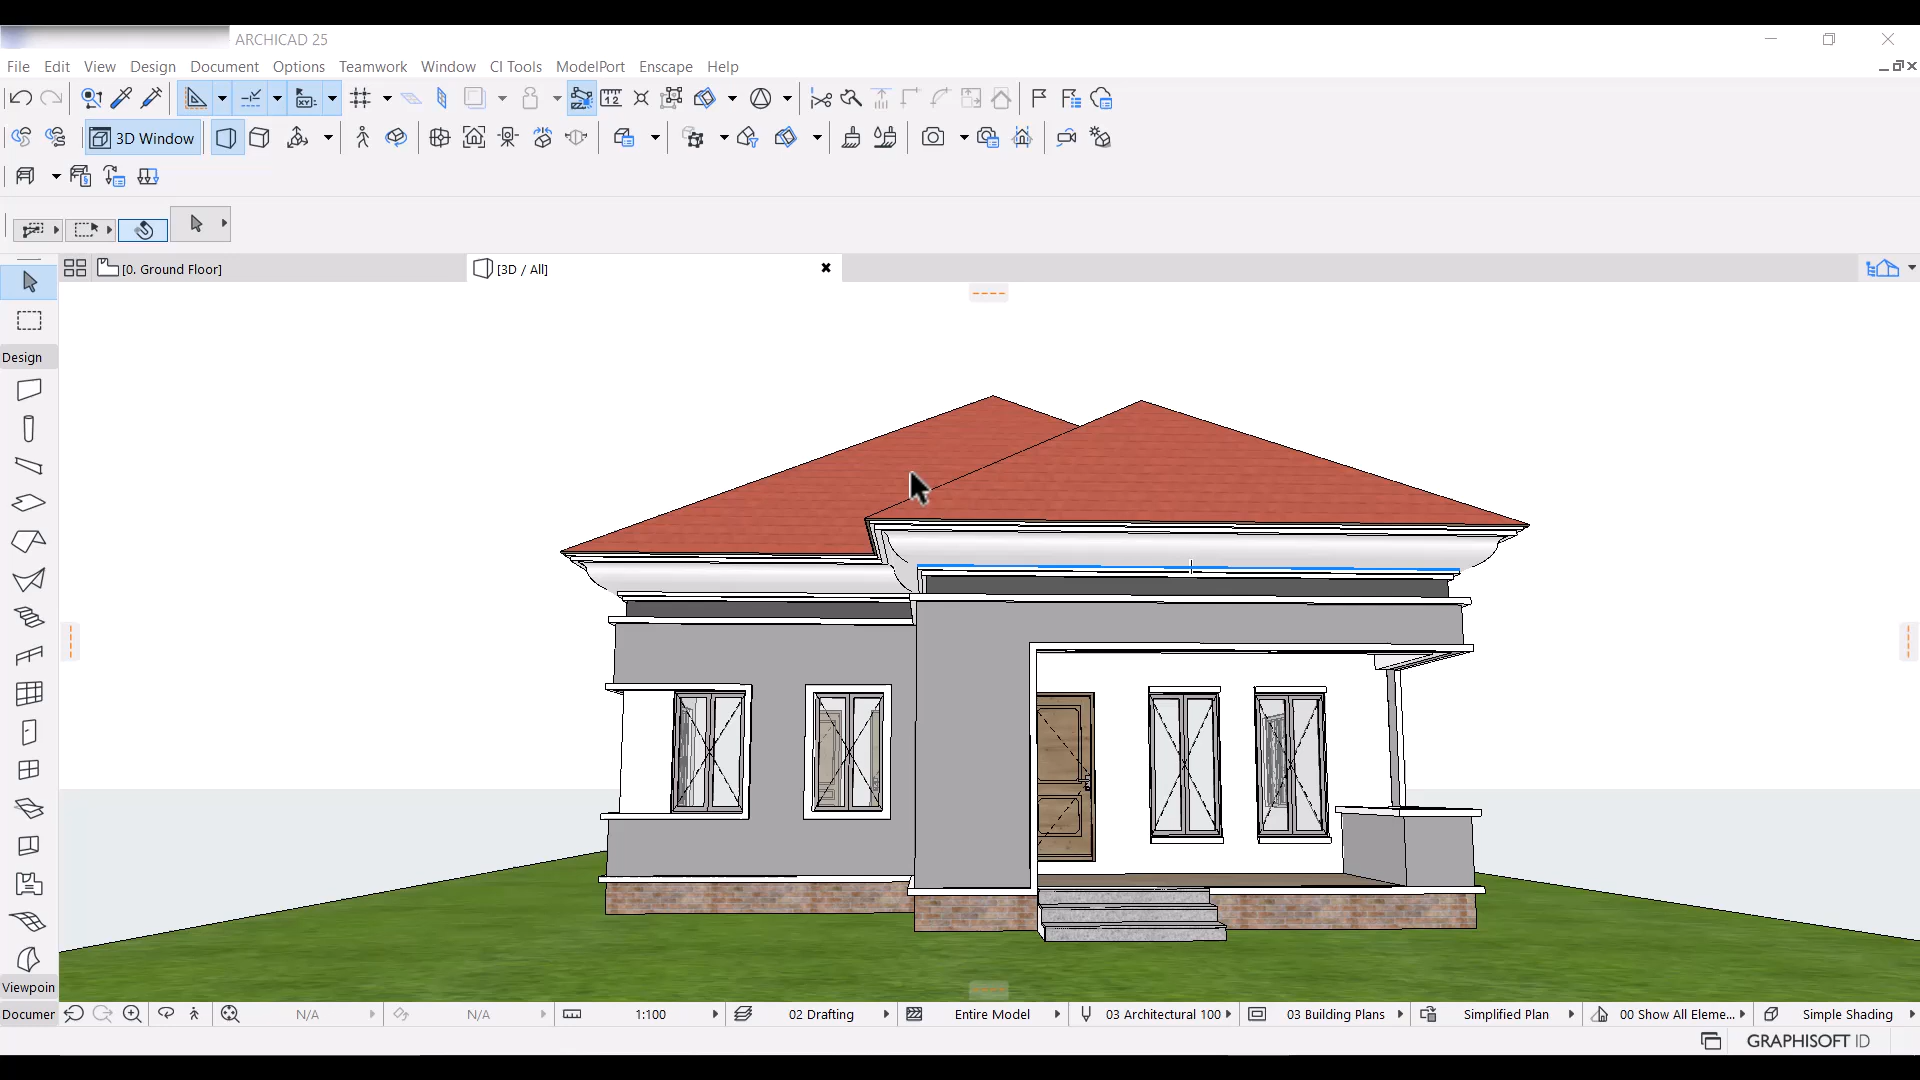 ARCHICAD 25
File Edit View Design Document Options Teamwork Window CI Tools ModelPort Enscape Help
3D Window
[0. Ground Floor] [3D / All]
Design
Viewpoin
Documer N/A N/A 1:100 02 Drafting Entire Model 03 Architectural 100 03 Building Plans Simplified Plan 00 Show All Eleme... Simple Shading
GRAPHISOFT ID